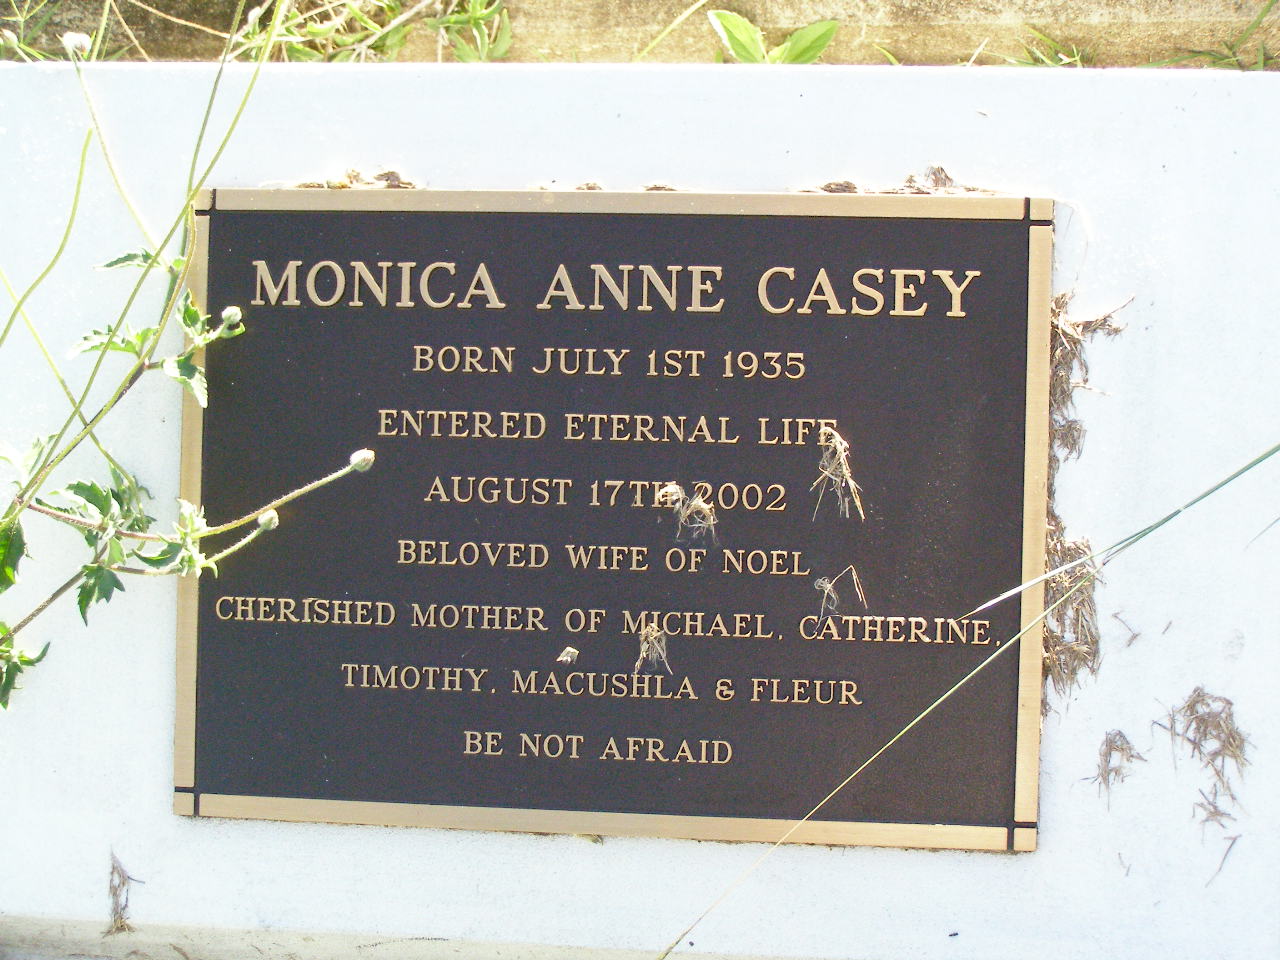 MONICA ANNE CASEY
BORN JULY 1ST 1935
ENTERED ETERNAL LIFE
AUGUST 17TH 2002
BELOVED WIFE OF NOEL
CHERISHED MOTHER OF MICHAEL, CATHERINE,
TIMOTHY, MACUSHLA & FLEUR
BE NOT AFRAID